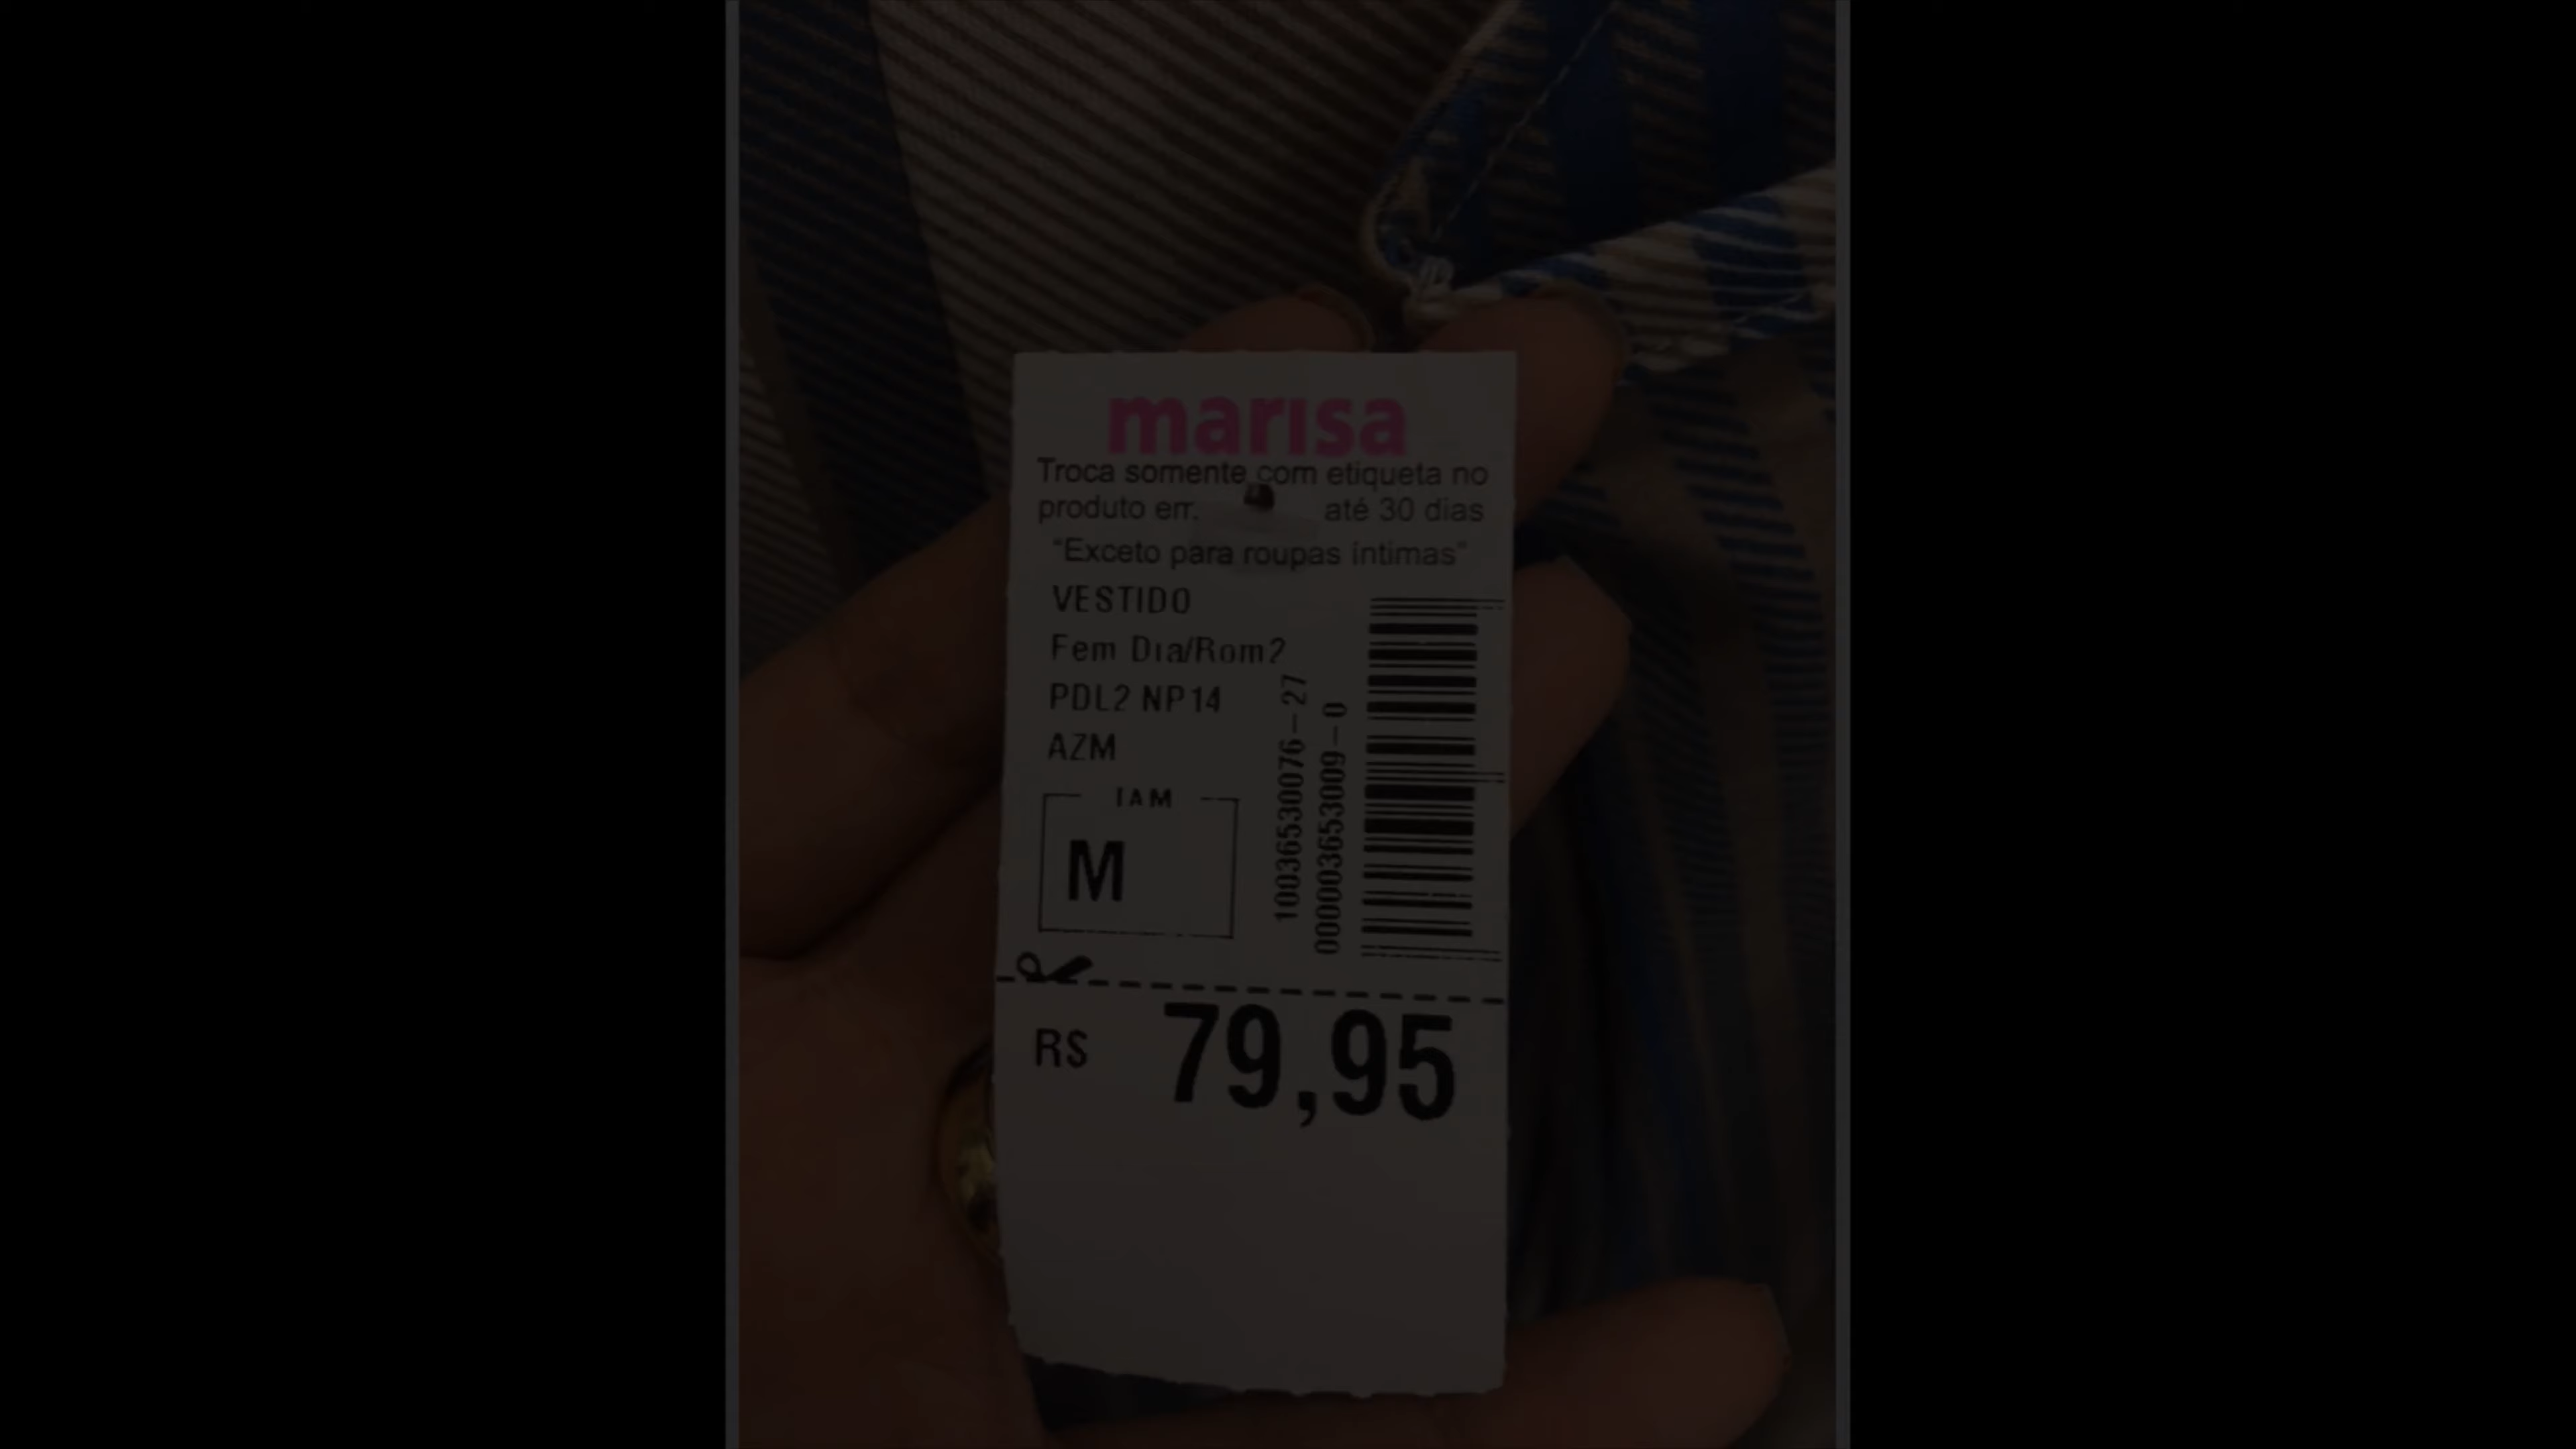 marisa
Troca somente com etiqueta no
produto em até 30 dias
"Exceto para roupas íntimas"
VESTIDO
Fem Dia/Rom2
PDL2 NP14
AZM
TAM
M
10036530076-27
000003653009-0
R$ 79,95